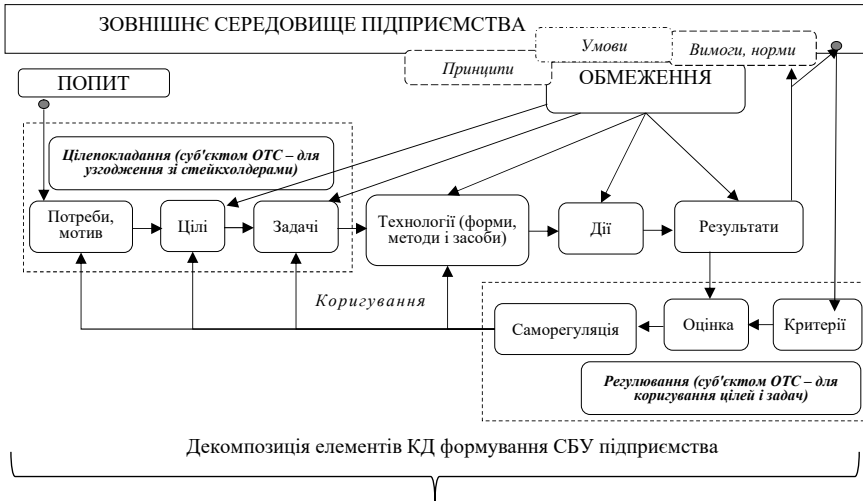 ЗОВНІШНЄ СЕРЕДОВИЩЕ ПІДПРИЄМСТВА
Умови
Вимоги, норми
Принципи
ПОПИТ
ОБМЕЖЕННЯ
Цілепокладання (суб'єктом ОТС – для
узгодження зі стейкхолдерами)
Потреби,
мотив
Цілі
Задачі
Технології (форми,
методи і засоби)
Дії
Результати
Коригування
Саморегуляція
Оцінка
Критерії
Регулювання (суб'єктом ОТС – для
коригування цілей і задач)
Декомпозиція елементів КД формування СБУ підприємства